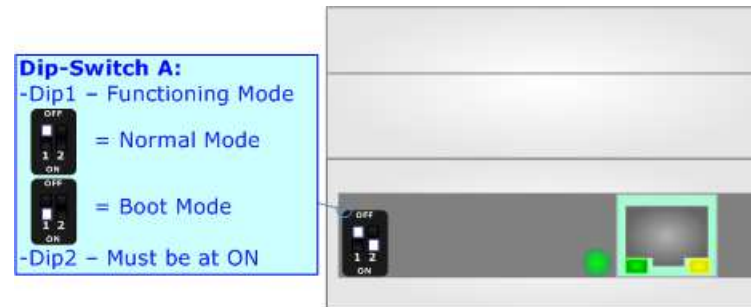 Dip-Switch A:
-Dip1 – Functioning Mode
OFF
= Normal Mode
1 2
ON
OFF
= Boot Mode
1 2
ON
-Dip2 – Must be at ON
OFF
1 2
ON